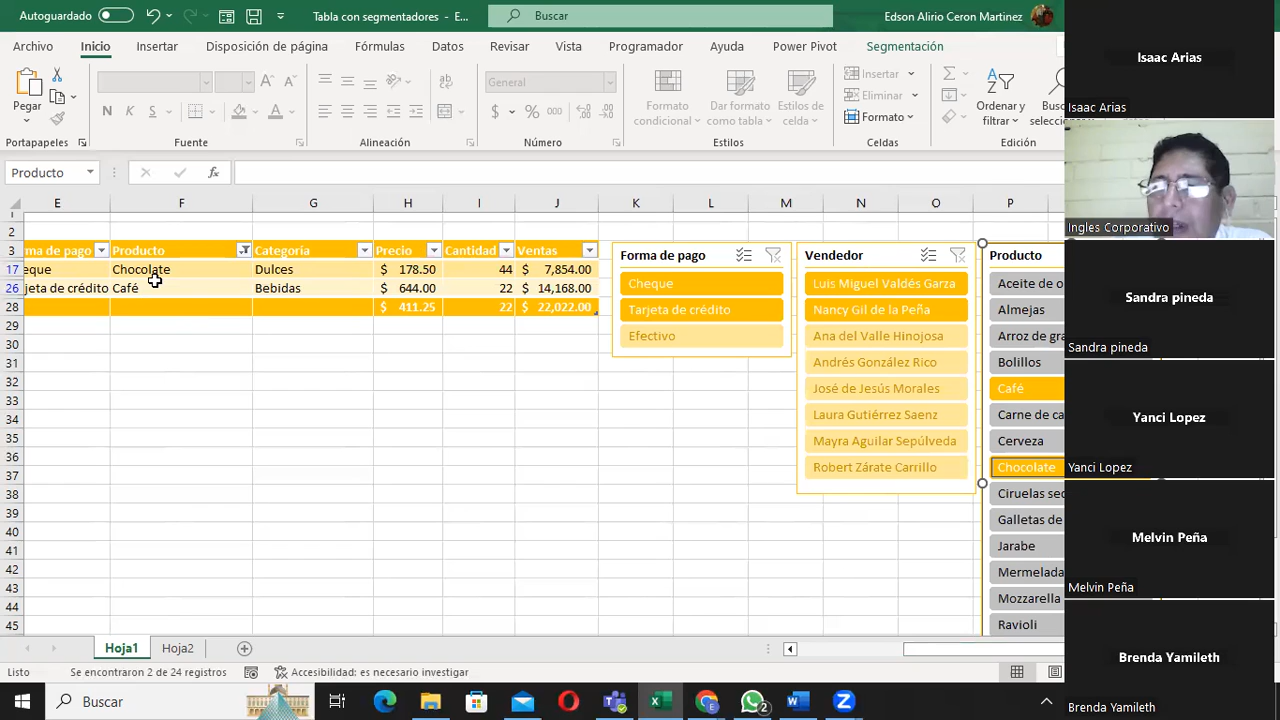 Autoguardado
Tabla con segmentadores - E...
Buscar
Edson Alirio Ceron Martinez
Archivo Inicio Insertar Disposición de página Fórmulas Datos Revisar Vista Programador Ayuda Power Pivot Segmentación
Pegar
N K S
General
$ % 000
Formato condicional
Dar formato como tabla
Estilos de celda
Insertar
Eliminar
Formato
Ordenar y filtrar
Portapapeles Fuente Alineación Número Estilos Celdas Edición
Producto
fx
E F G H I J K L M N O P
2
3 ma de pago Producto Categoría Precio Cantidad Ventas
17 eque Chocolate Dulces $ 178.50 44 $ 7,854.00
26 jeta de crédito Café Bebidas $ 644.00 22 $ 14,168.00
28 $ 411.25 22 $ 22,022.00
29
30
31
32
33
34
35
36
37
38
39
40
41
42
43
44
45
Forma de pago
Cheque
Tarjeta de crédito
Efectivo
Vendedor
Luis Miguel Valdés Garza
Nancy Gil de la Peña
Ana del Valle Hinojosa
Andrés González Rico
José de Jesús Morales
Laura Gutiérrez Saenz
Mayra Aguilar Sepúlveda
Robert Zárate Carrillo
Producto
Aceite de o
Almejas
Arroz de gra
Bolillos
Café
Carne de ca
Cerveza
Chocolate
Ciruelas sec
Galletas de
Jarabe
Mermelada
Mozzarella
Ravioli
Hoja1 Hoja2
Listo Se encontraron 2 de 24 registros Accesibilidad: es necesario investigar
Buscar
2
Isaac Arias
Isaac Arias
Ingles Corporativo
Sandra pineda
Sandra pineda
Yanci Lopez
Yanci Lopez
Melvin Peña
Melvin Peña
Brenda Yamileth
Brenda Yamileth